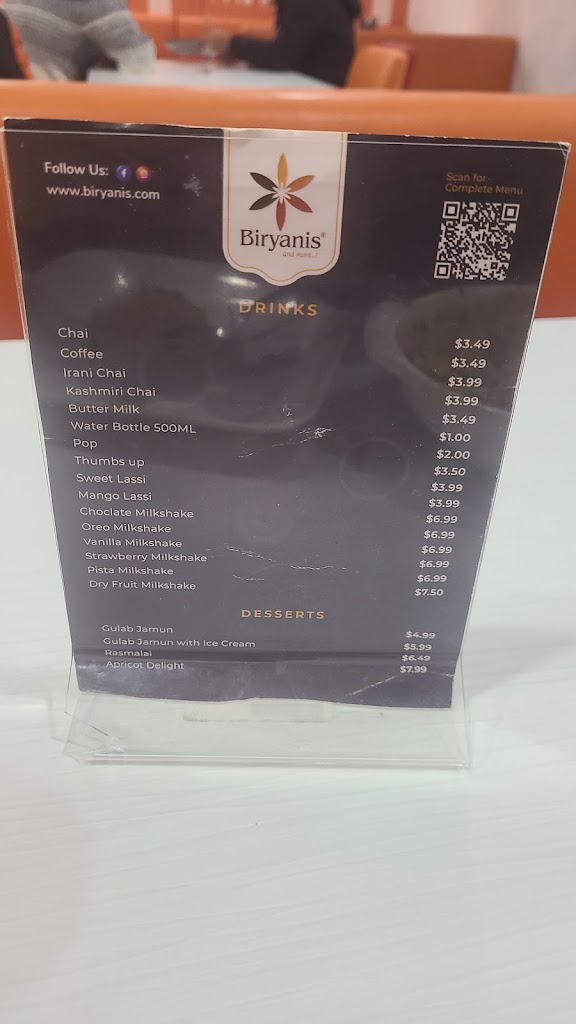 Follow Us:
www.biryanis.com
Biryanis®
and more..!
Scan for
Complete Menu
DRINKS
Chai $3.49
Coffee $3.49
Irani Chai $3.99
Kashmiri Chai $3.99
Butter Milk $3.49
Water Bottle 500ML $1.00
Pop $2.00
Thumbs up $3.50
Sweet Lassi $3.99
Mango Lassi $3.99
Choclate Milkshake $6.99
Oreo Milkshake $6.99
Vanilla Milkshake $6.99
Strawberry Milkshake $6.99
Pista Milkshake $6.99
Dry Fruit Milkshake $7.50
DESSERTS
Gulab Jamun $4.99
Gulab Jamun with Ice Cream $5.99
Rasmalai $6.49
Apricot Delight $7.99